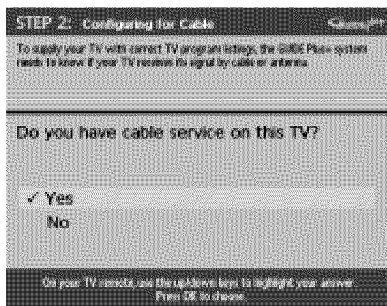 STEP 2: Configuring for Cable
To supply your TV with correct TV program listings, the GUIDE Plus+ system
needs to know if your TV receives its signal by cable or antenna.
Do you have cable service on this TV?
✓ Yes
No
On your TV remote, use the up/down keys to highlight your answer.
Press OK to choose.